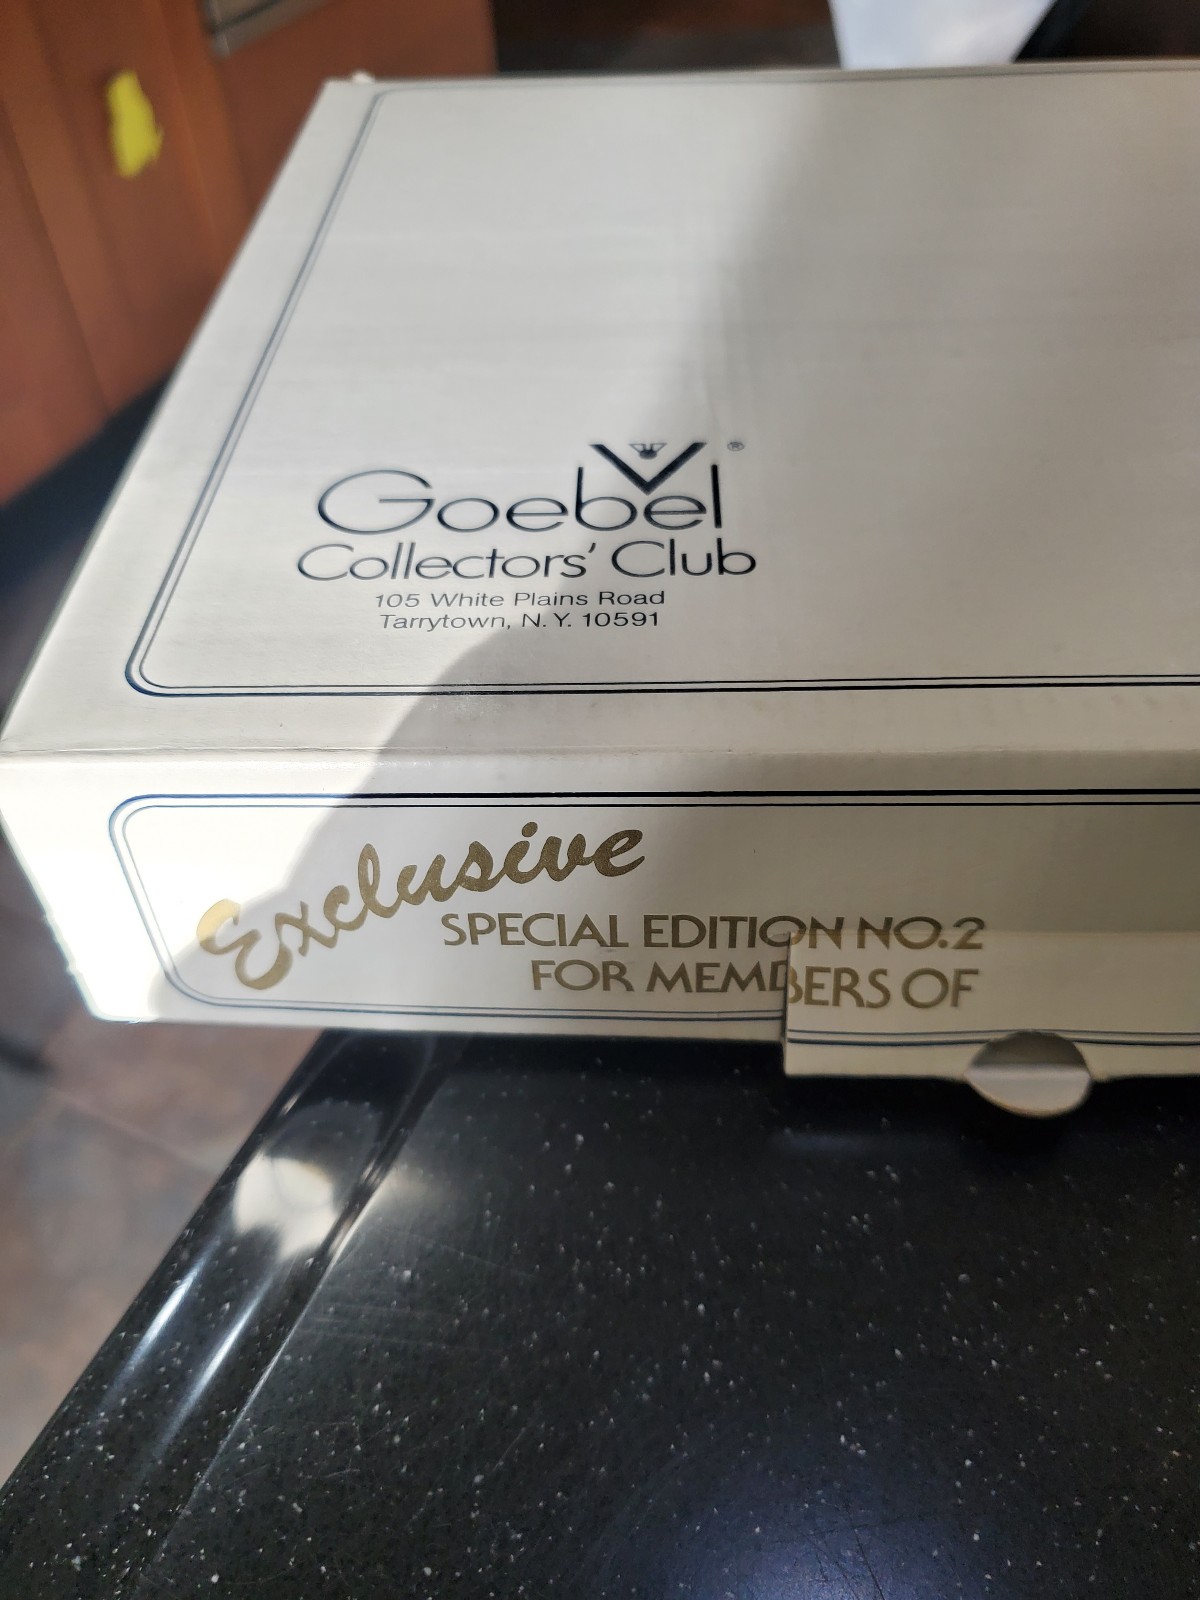 Goebel ®
Collectors' Club
105 White Plains Road
Tarrytown, N.Y. 10591
Exclusive
SPECIAL EDITION NO.2
FOR MEMBERS OF